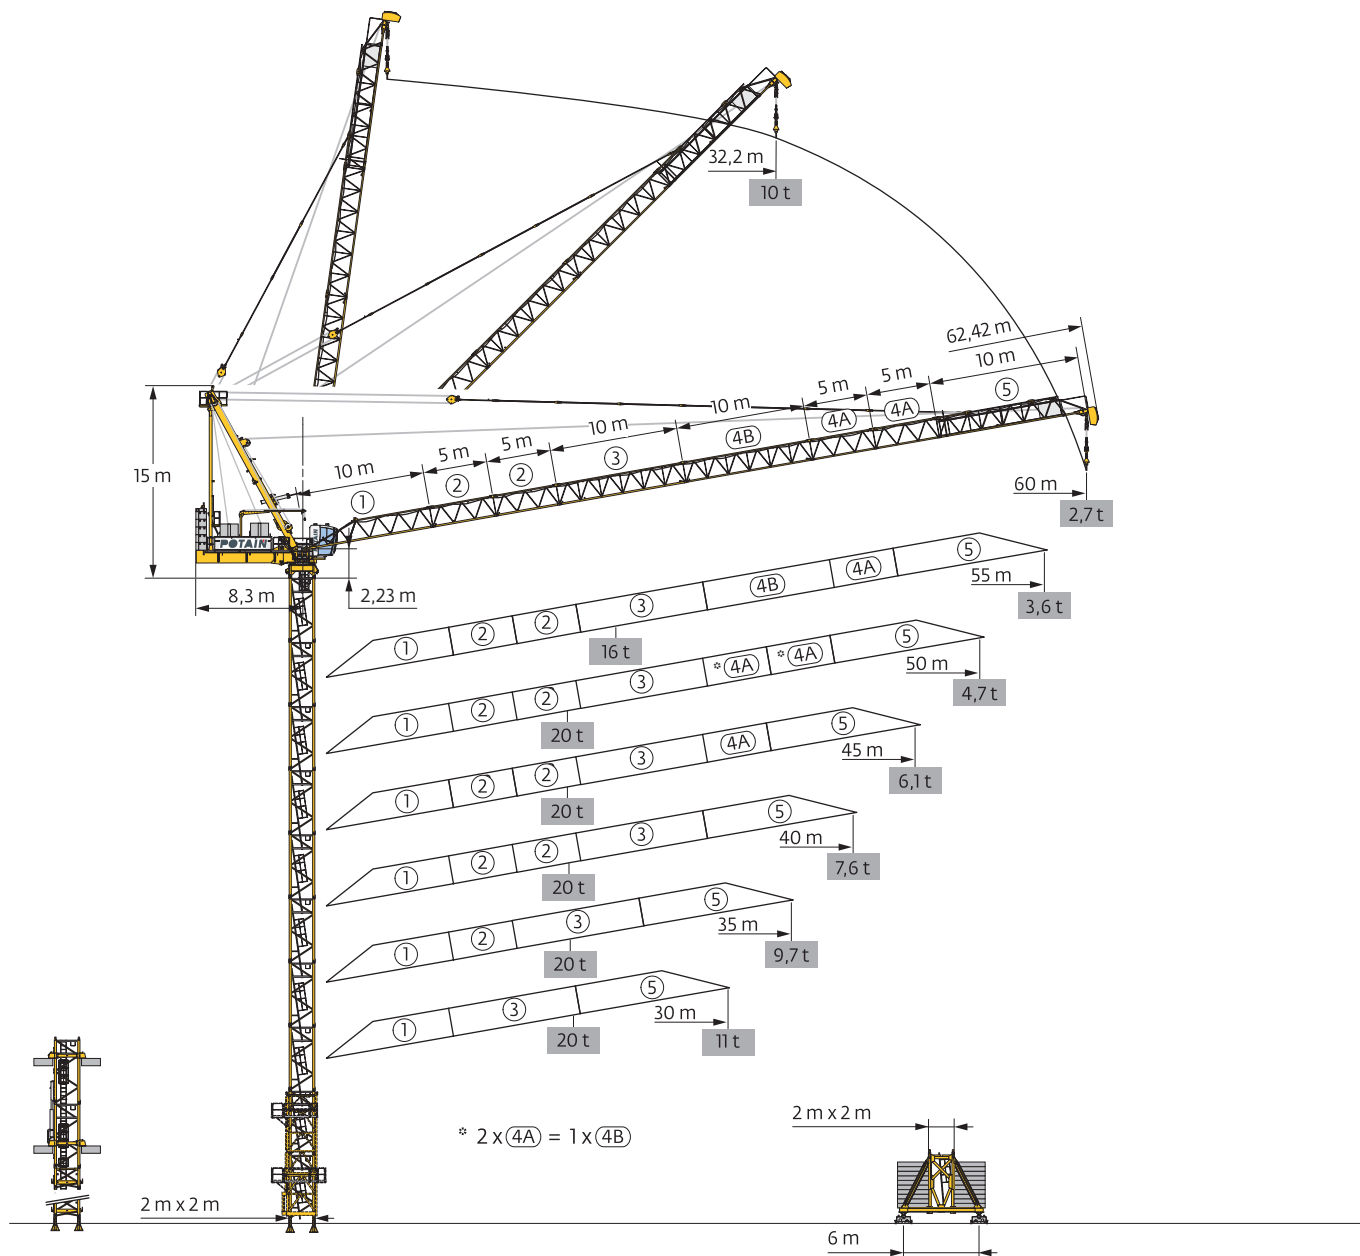 32,2 m
10 t
62,42 m
10 m
5 m
5 m
10 m
10 m
5 m
5 m
10 m
5
4A
4A
4B
3
2
2
1
15 m
60 m
2,7 t
POTAIN
8,3 m
2,23 m
1 2 2 3 4B 4A 5
55 m
3,6 t
16 t
1 2 2 3 *4A *4A 5
50 m
4,7 t
20 t
1 2 2 3 4A 5
45 m
6,1 t
20 t
1 2 2 3 5
40 m
7,6 t
20 t
1 2 3 5
35 m
9,7 t
20 t
1 3 5
30 m
11 t
20 t
* 2 x 4A = 1 x 4B
2 m x 2 m
2 m x 2 m
6 m